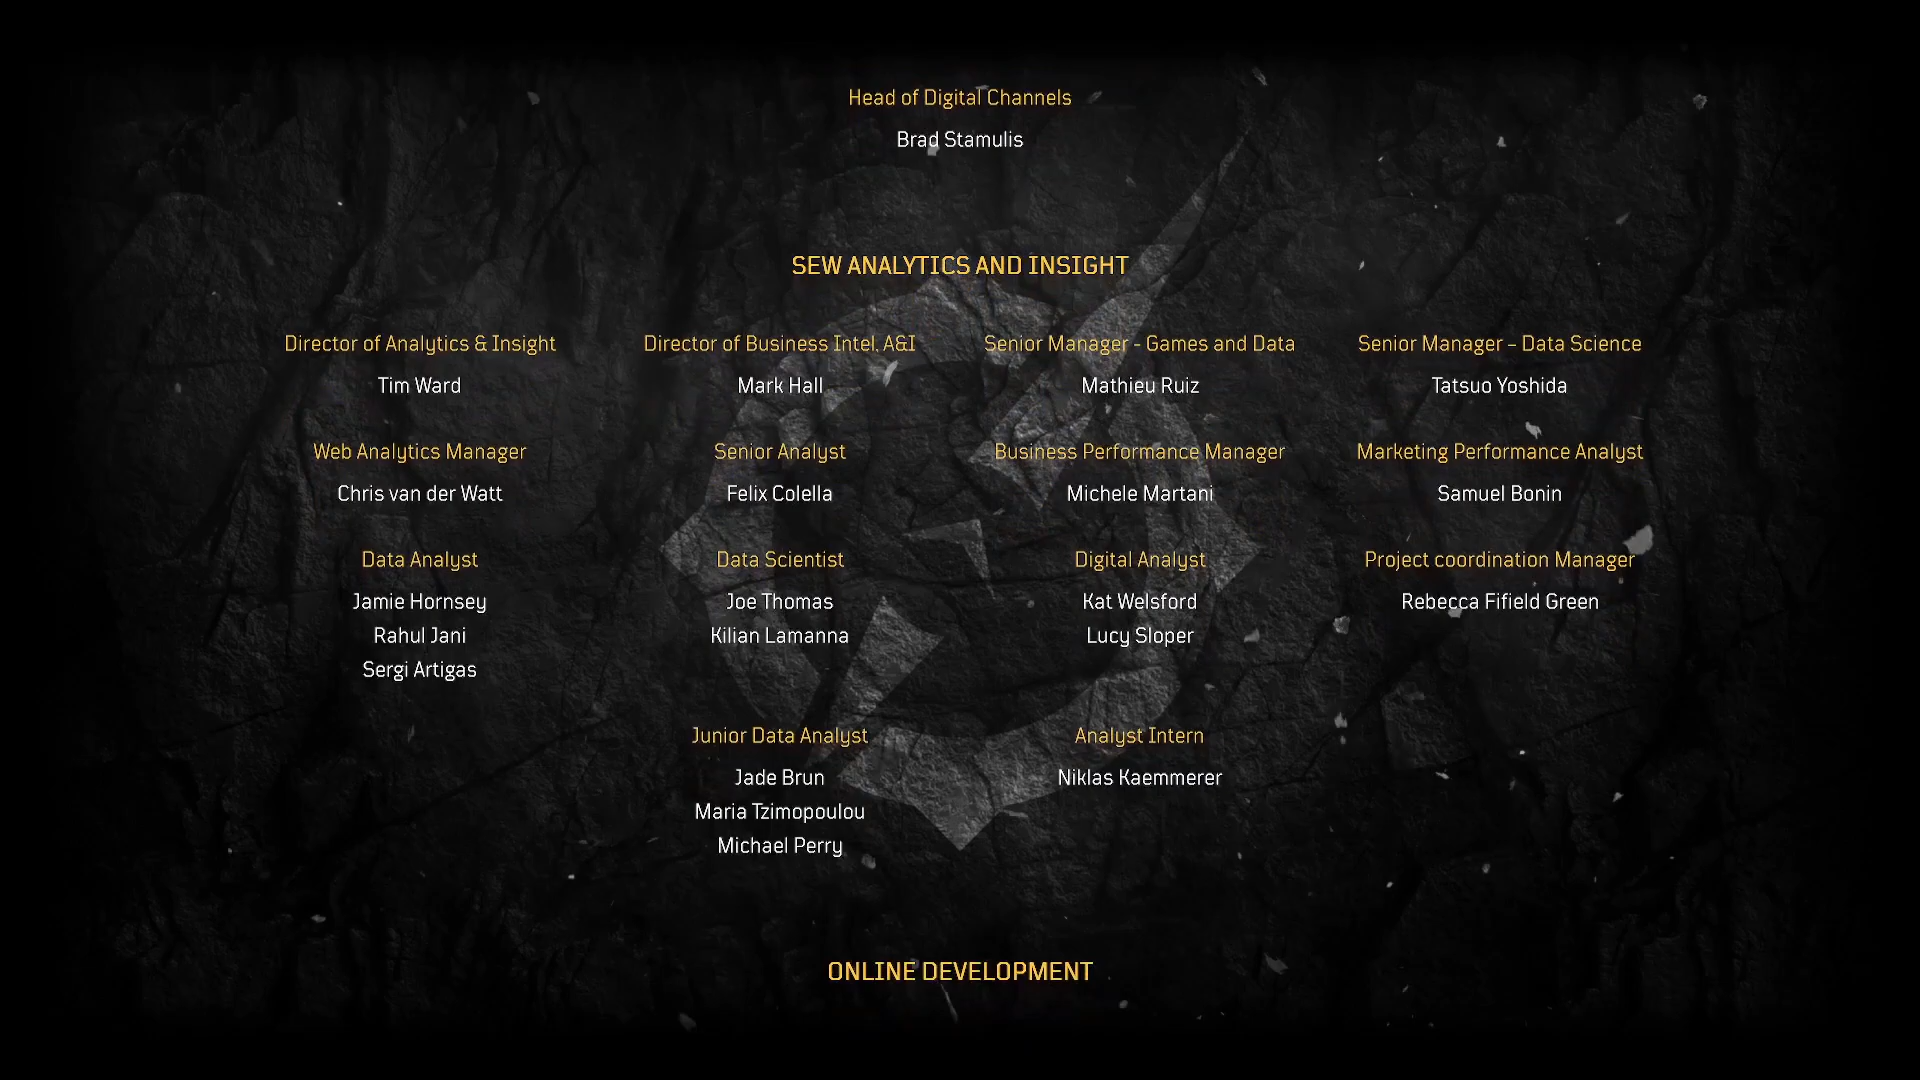 Head of Digital Channels
Brad Stamulis
SEW ANALYTICS AND INSIGHT
Director of Analytics & Insight
Tim Ward
Director of Business Intel, A&I
Mark Hall
Senior Manager - Games and Data
Mathieu Ruiz
Senior Manager – Data Science
Tatsuo Yoshida
Web Analytics Manager
Chris van der Watt
Senior Analyst
Felix Colella
Business Performance Manager
Michele Martani
Marketing Performance Analyst
Samuel Bonin
Data Analyst
Jamie Hornsey
Rahul Jani
Sergi Artigas
Data Scientist
Joe Thomas
Kilian Lamanna
Digital Analyst
Kat Welsford
Lucy Sloper
Project coordination Manager
Rebecca Fifield Green
Junior Data Analyst
Jade Brun
Maria Tzimopoulou
Michael Perry
Analyst Intern
Niklas Kaemmerer
ONLINE DEVELOPMENT